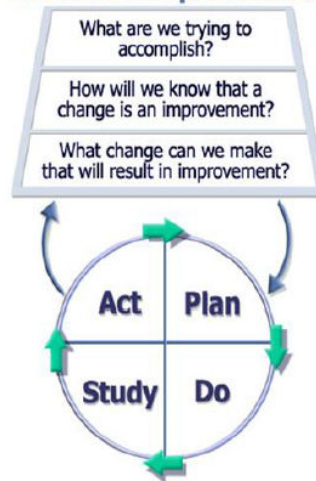 What are we trying to
accomplish?
How will we know that a
change is an improvement?
What change can we make
that will result in improvement?
Act Plan
Study Do